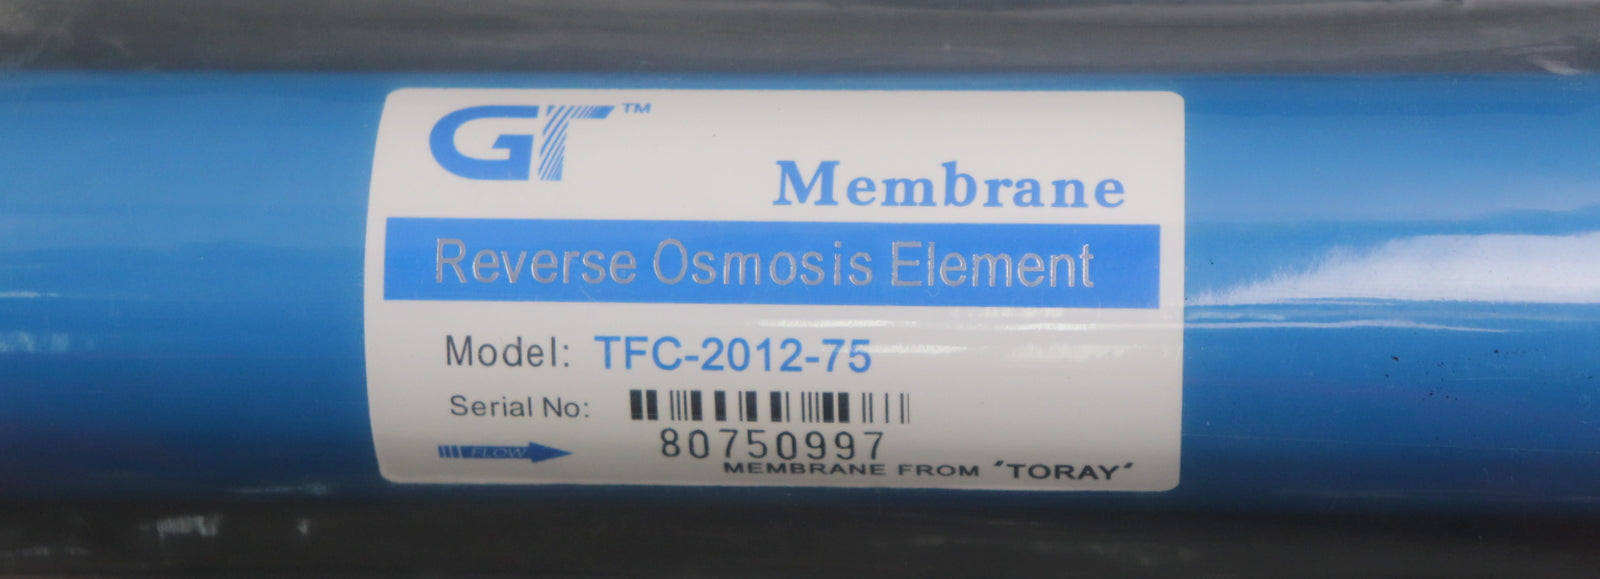 GT™
Membrane
Reverse Osmosis Element
Model: TFC-2012-75
Serial No:
80750997
FLOW
MEMBRANE FROM "TORAY"